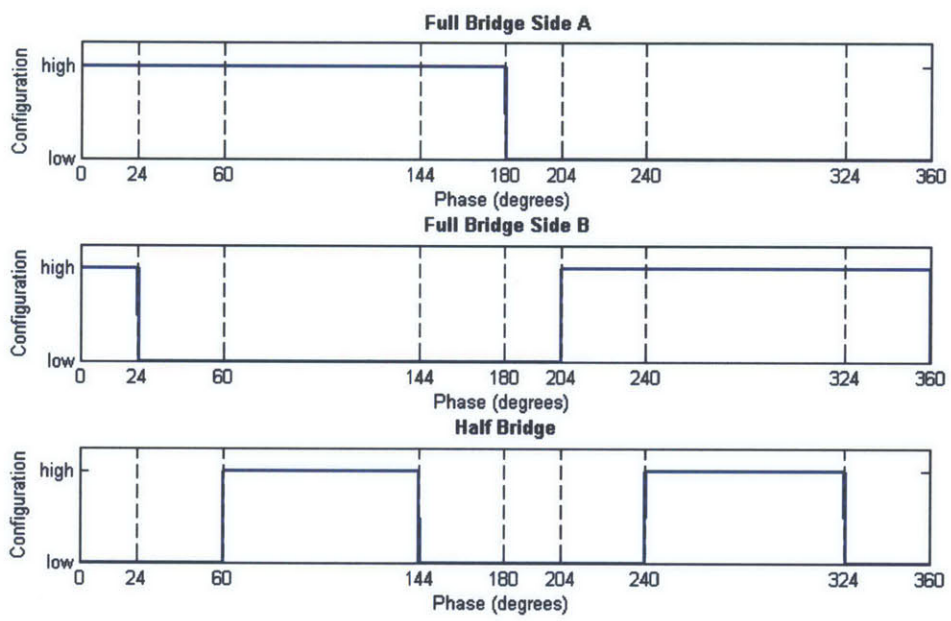 Full Bridge Side A
Configuration
high
low
0 24 60 144 180 204 240 324 360
Phase (degrees)
Full Bridge Side B
Configuration
high
low
0 24 60 144 180 204 240 324 360
Phase (degrees)
Half Bridge
Configuration
high
low
0 24 60 144 180 204 240 324 360
Phase (degrees)